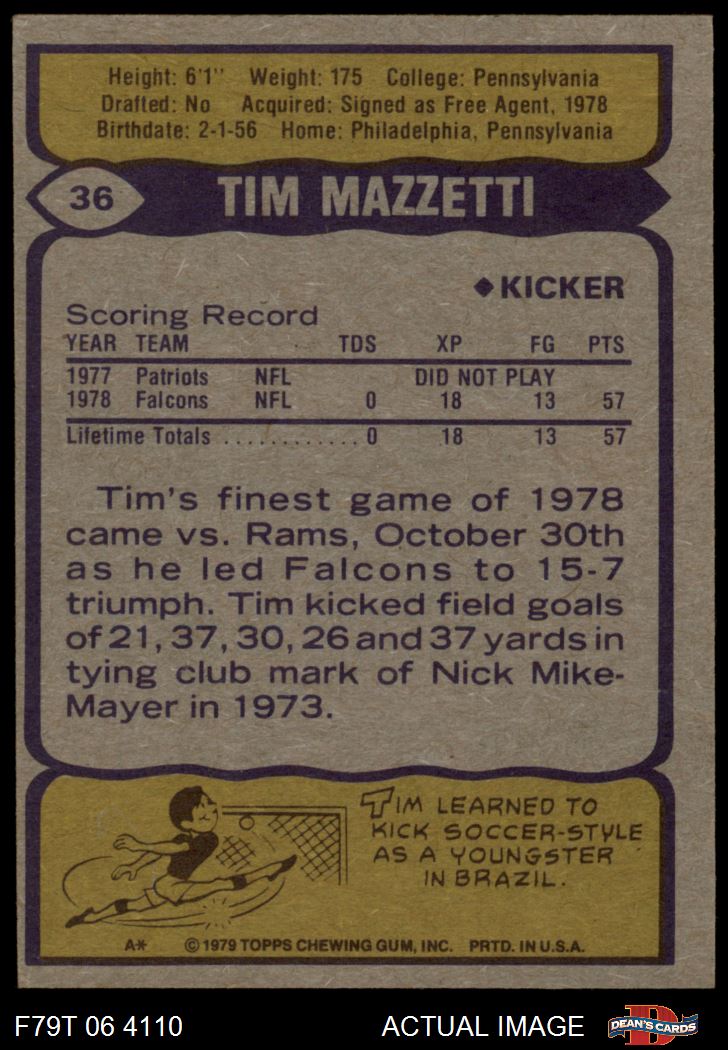 Height: 6'1" Weight: 175 College: Pennsylvania
Drafted: No Acquired: Signed as Free Agent, 1978
Birthdate: 2-1-56 Home: Philadelphia, Pennsylvania
36 TIM MAZZETTI
◆KICKER
Scoring Record
YEAR TEAM TDS XP FG PTS
1977 Patriots NFL DID NOT PLAY
1978 Falcons NFL 0 18 13 57
Lifetime Totals ............ 0 18 13 57
Tim's finest game of 1978
came vs. Rams, October 30th
as he led Falcons to 15-7
triumph. Tim kicked field goals
of 21, 37, 30, 26 and 37 yards in
tying club mark of Nick Mike-
Mayer in 1973.
TIM LEARNED TO
KICK SOCCER-STYLE
AS A YOUNGSTER
IN BRAZIL.
A* © 1979 TOPPS CHEWING GUM, INC. PRTD. IN U.S.A.
F79T 06 4110 ACTUAL IMAGE D DEAN'S CARDS